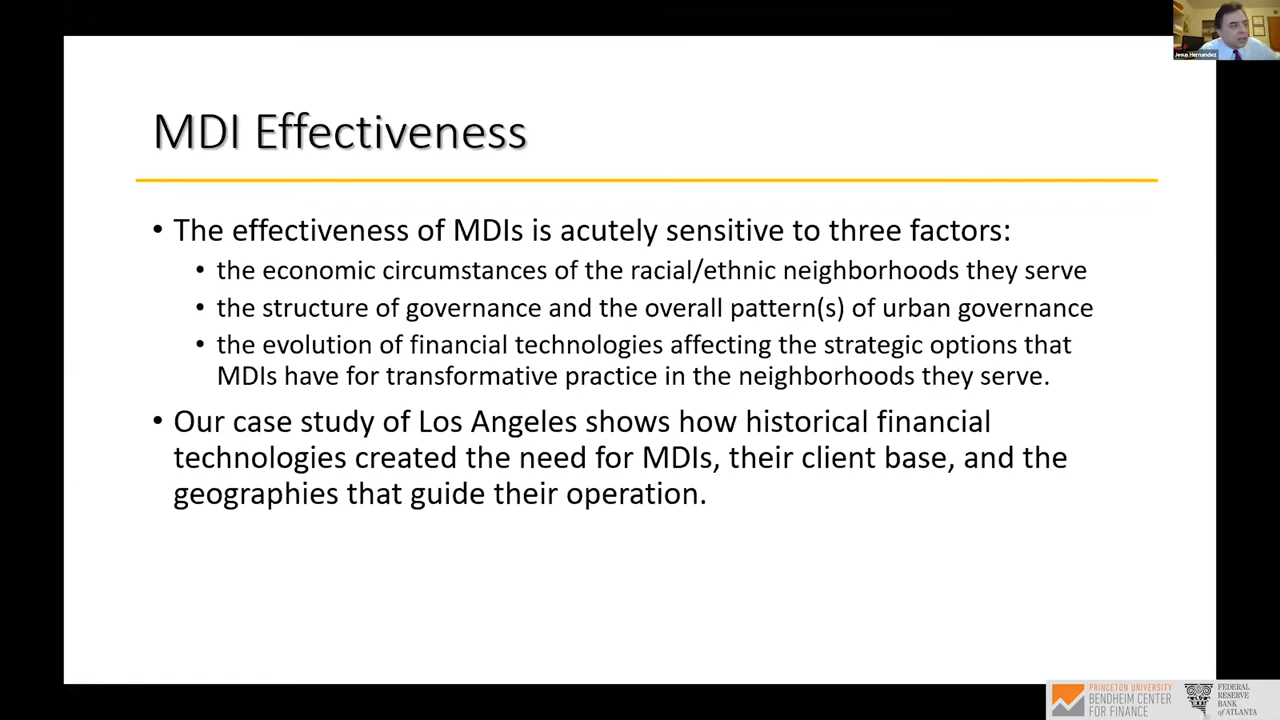 Jesus Hernandez
MDI Effectiveness
• The effectiveness of MDIs is acutely sensitive to three factors:
• the economic circumstances of the racial/ethnic neighborhoods they serve
• the structure of governance and the overall pattern(s) of urban governance
• the evolution of financial technologies affecting the strategic options that
MDIs have for transformative practice in the neighborhoods they serve.
• Our case study of Los Angeles shows how historical financial
technologies created the need for MDIs, their client base, and the
geographies that guide their operation.
PRINCETON UNIVERSITY
BENDHEIM CENTER
FOR FINANCE
FEDERAL
RESERVE
BANK
of ATLANTA